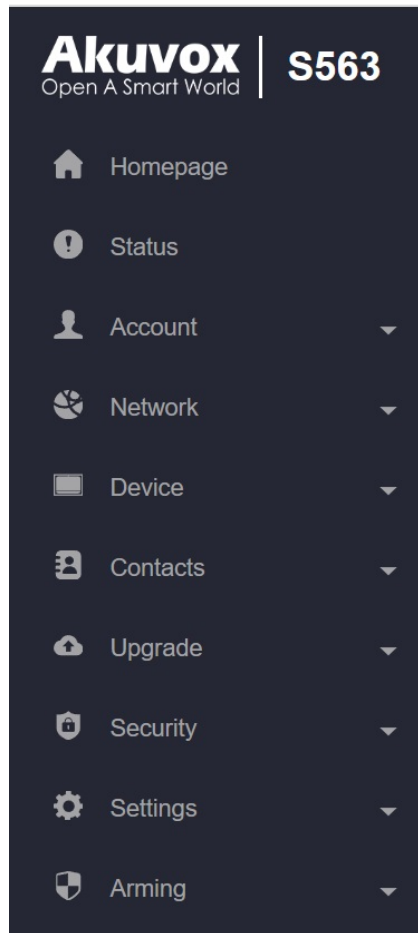 Akuvox
Open A Smart World
S563
Homepage
Status
Account
Network
Device
Contacts
Upgrade
Security
Settings
Arming